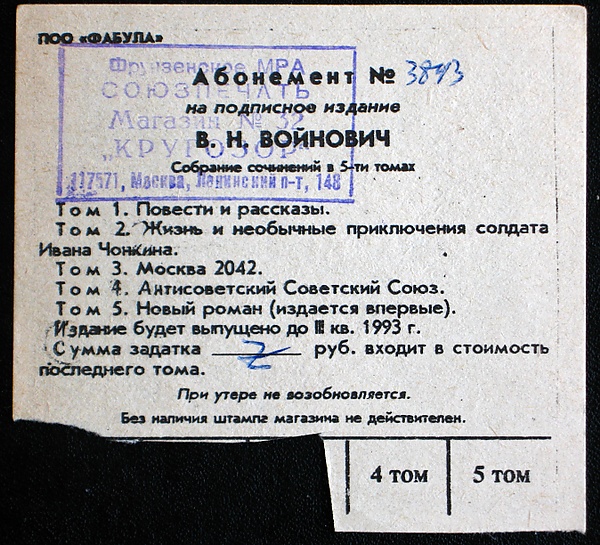 ПОО «ФАБУЛА»
Фрунзенское МРА
СОЮЗПЕЧАТЬ
Магазин № 32
„КРУГОЗОР"
117571, Москва, Ленинский п-т, 148
Абонемент № 3893
на подписное издание
В. Н. ВОЙНОВИЧ
Собрание сочинений в 5-ти томах
Том 1. Повести и рассказы.
Том 2. Жизнь и необычные приключения солдата
Ивана Чонкина.
Том 3. Москва 2042.
Том 4. Антисоветский Советский Союз.
Том 5. Новый роман (издается впервые).
Издание будет выпущено до III кв. 1993 г.
Сумма задатка руб. входит в стоимость
последнего тома.
При утере не возобновляется.
Без наличия штампа магазина не действителен.
4 том 5 том